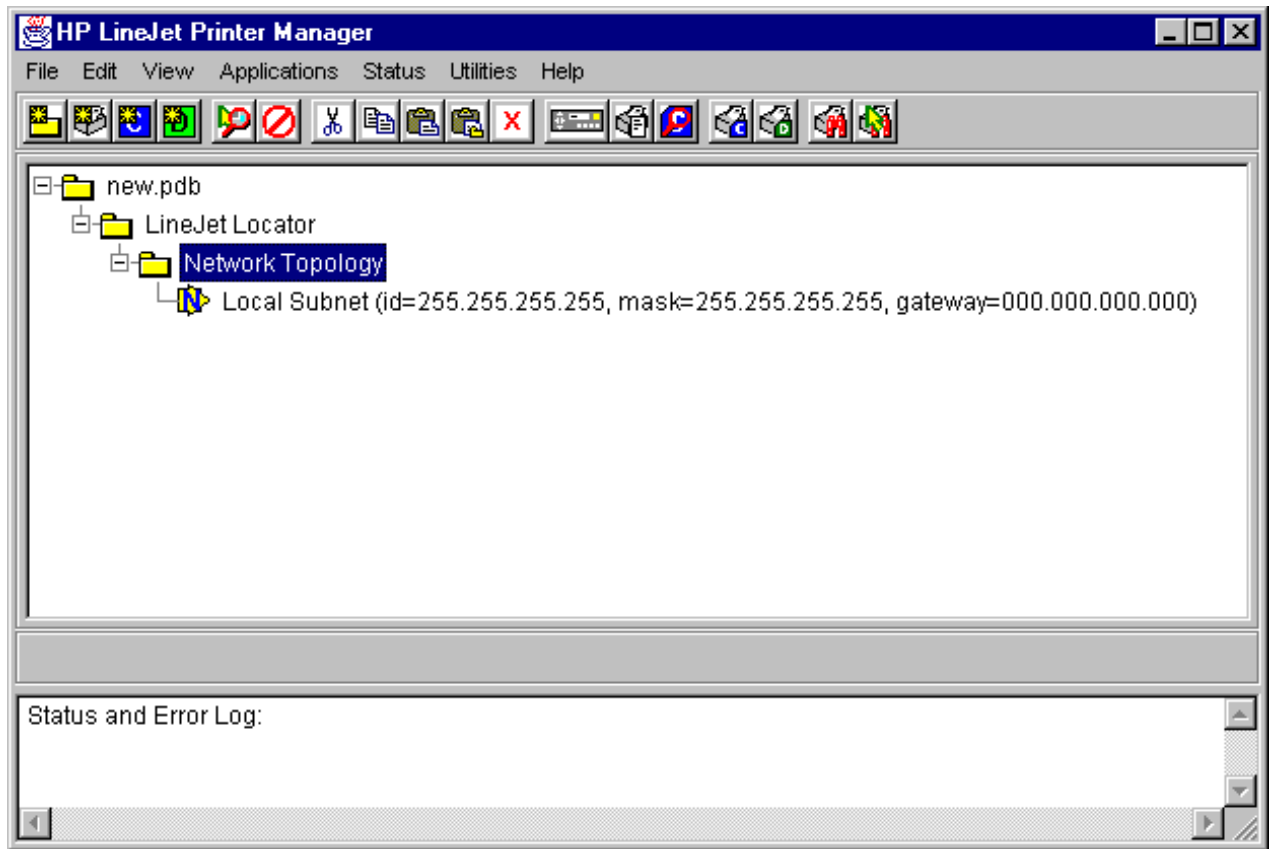 HP LineJet Printer Manager
File Edit View Applications Status Utilities Help
new.pdb
LineJet Locator
Network Topology
N Local Subnet (id=255.255.255.255, mask=255.255.255.255, gateway=000.000.000.000)
Status and Error Log: